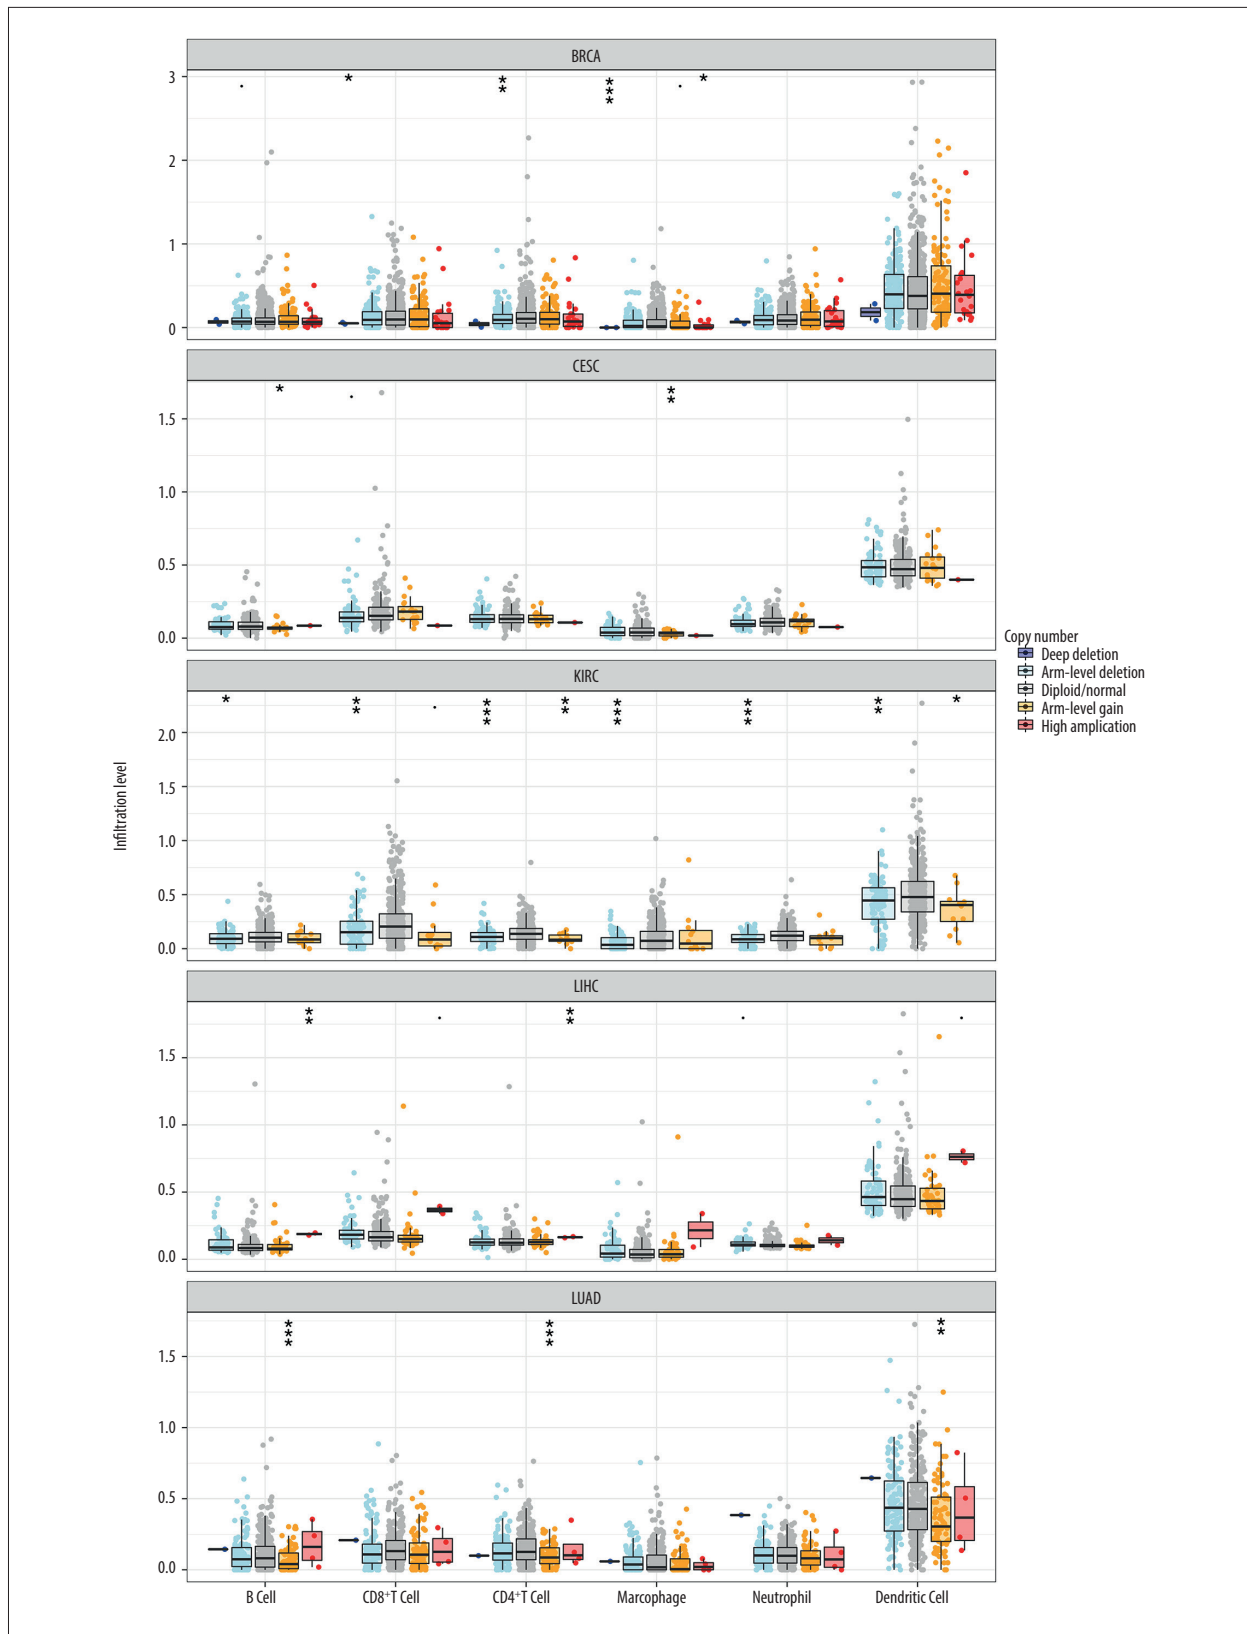 BRCA
.
*
**
***
.
*
3
2
1
0
CESC
*
.
**
1.5
1.0
0.5
0.0
KIRC
*
**
.
***
**
***
***
**
*
2.0
1.5
1.0
0.5
0.0
LIHC
**
.
**
.
.
1.5
1.0
0.5
0.0
LUAD
***
***
**
1.5
1.0
0.5
0.0
B Cell
CD8⁺T Cell
CD4⁺T Cell
Marcophage
Neutrophil
Dendritic Cell
Infiltration level
Copy number
Deep deletion
Arm-level deletion
Diploid/normal
Arm-level gain
High amplication